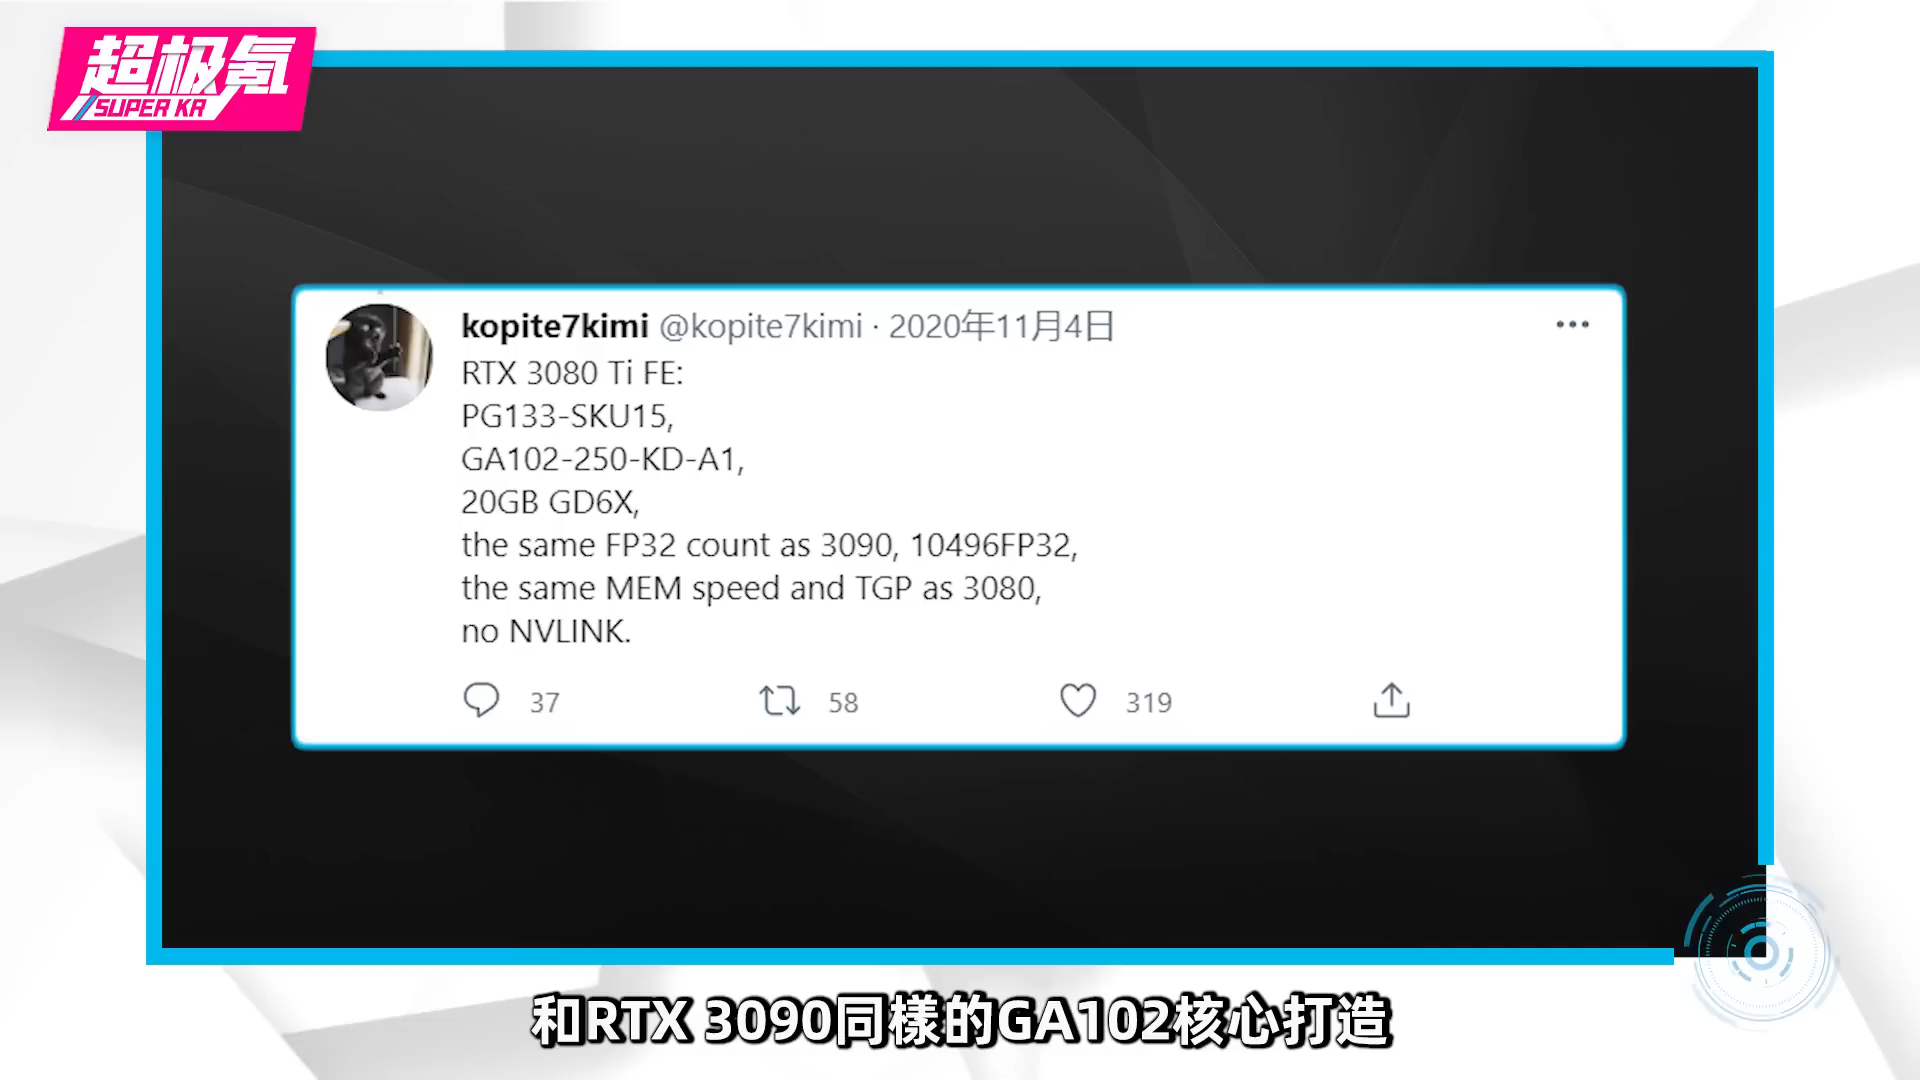 超极氪
SUPER KR
kopite7kimi @kopite7kimi · 2020年11月4日
RTX 3080 Ti FE:
PG133-SKU15,
GA102-250-KD-A1,
20GB GD6X,
the same FP32 count as 3090, 10496FP32,
the same MEM speed and TGP as 3080,
no NVLINK.
37 58 319
和RTX 3090同樣的GA102核心打造